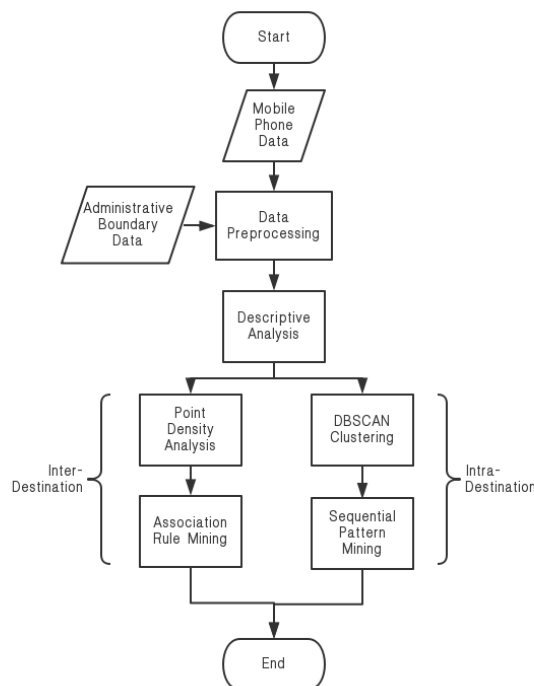 Start
Mobile
Phone
Data
Administrative
Boundary
Data
Data
Preprocessing
Descriptive
Analysis
Inter-
Destination
Point
Density
Analysis
Association
Rule Mining
DBSCAN
Clustering
Sequential
Pattern
Mining
Intra-
Destination
End